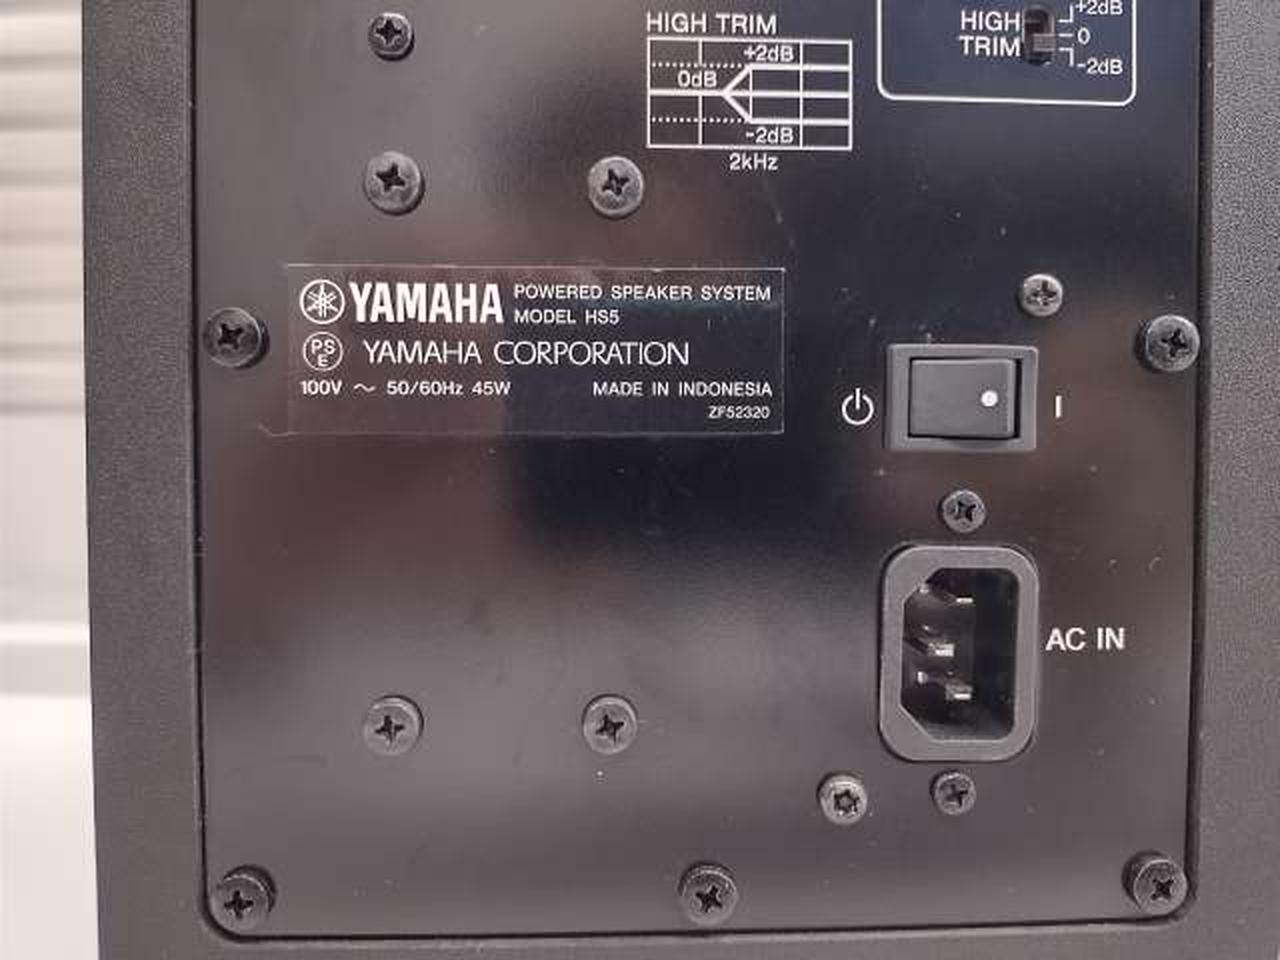 HIGH TRIM
+2dB
0dB
-2dB
2kHz
HIGH TRIM
+2dB
0
-2dB
YAMAHA POWERED SPEAKER SYSTEM
MODEL HS5
PSE YAMAHA CORPORATION
100V ~ 50/60Hz 45W MADE IN INDONESIA
ZF52320
I
AC IN